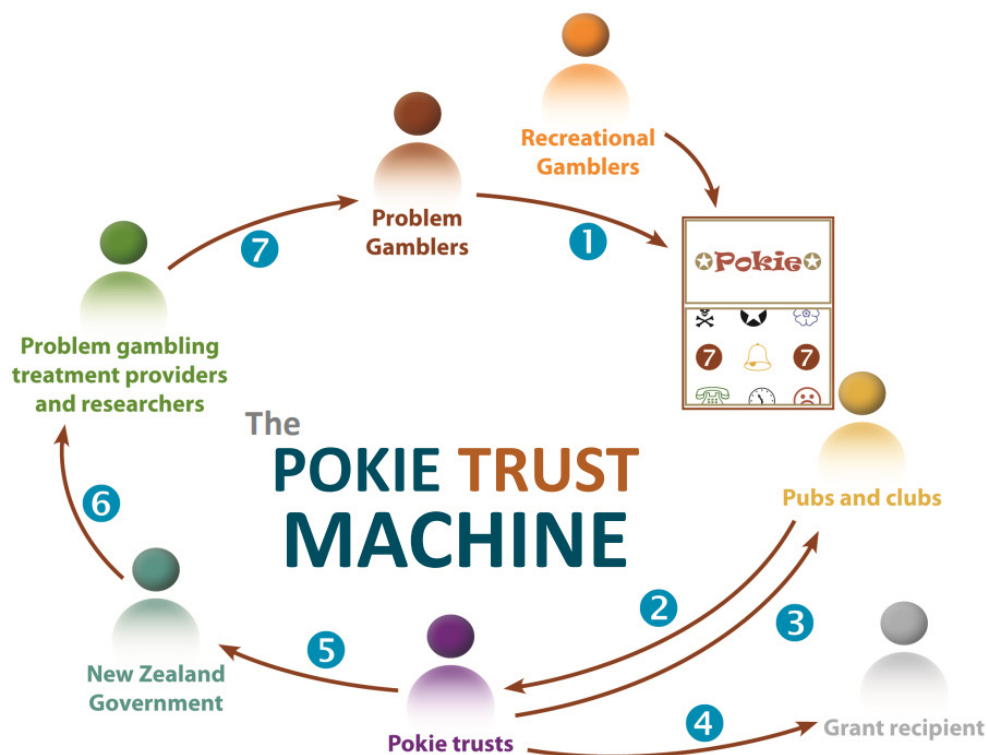 Recreational
Gamblers
Problem
Gamblers
1
7
Pokie
7
7
Problem gambling
treatment providers
and researchers
The
POKIE TRUST
MACHINE
Pubs and clubs
6
2
3
5
New Zealand
Government
4
Grant recipient
Pokie trusts